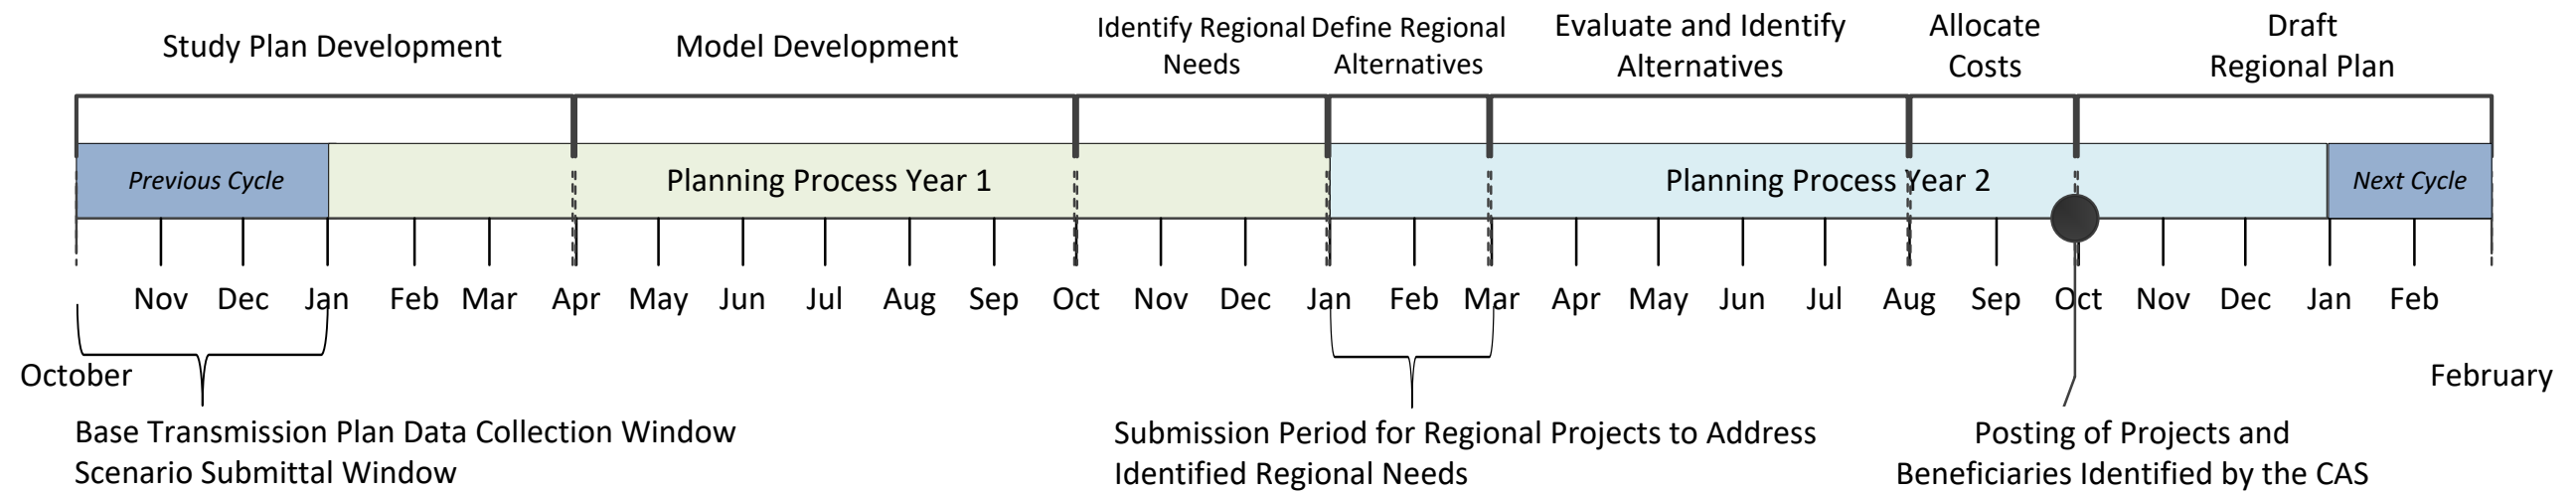 Study Plan Development
Model Development
Identify Regional
Needs
Define Regional
Alternatives
Evaluate and Identify
Alternatives
Allocate
Costs
Draft
Regional Plan
Previous Cycle
Planning Process Year 1
Planning Process Year 2
Next Cycle
Nov Dec Jan Feb Mar Apr May Jun Jul Aug Sep Oct Nov Dec Jan Feb Mar Apr May Jun Jul Aug Sep Oct Nov Dec Jan Feb
October
February
Base Transmission Plan Data Collection Window
Scenario Submittal Window
Submission Period for Regional Projects to Address
Identified Regional Needs
Posting of Projects and
Beneficiaries Identified by the CAS